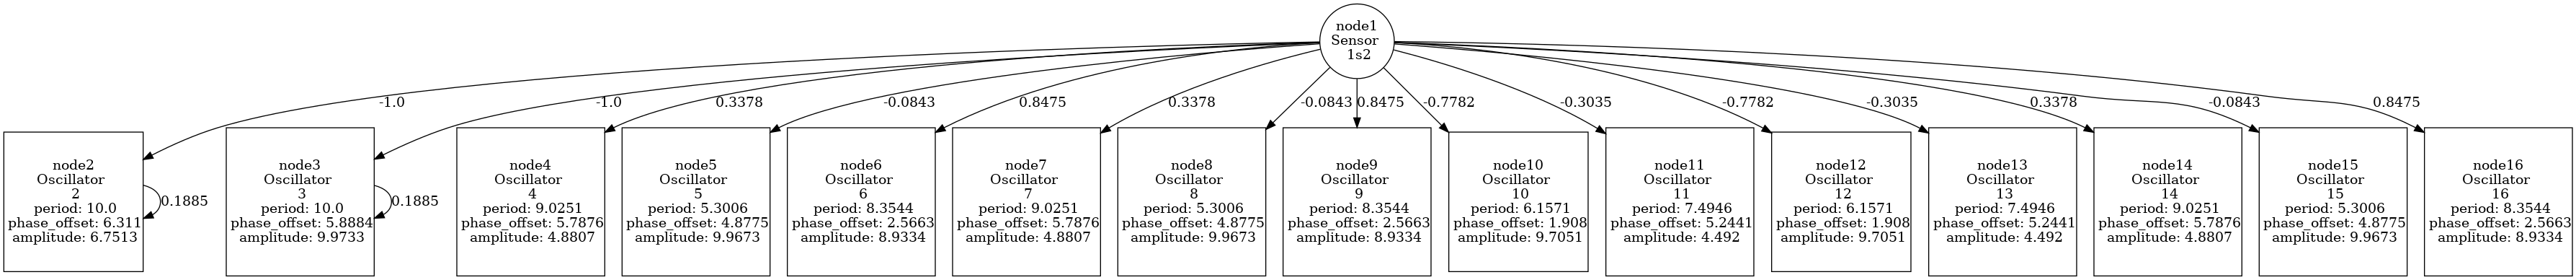 node1
Sensor
1s2
-1.0
-1.0
0.3378
-0.0843
0.8475
0.3378
-0.0843
0.8475
-0.7782
-0.3035
-0.7782
-0.3035
0.3378
-0.0843
0.8475
node2
Oscillator
2
period: 10.0
phase_offset: 6.311
amplitude: 6.7513
0.1885
node3
Oscillator
3
period: 10.0
phase_offset: 5.8884
amplitude: 9.9733
0.1885
node4
Oscillator
4
period: 9.0251
phase_offset: 5.7876
amplitude: 4.8807
node5
Oscillator
5
period: 5.3006
phase_offset: 4.8775
amplitude: 9.9673
node6
Oscillator
6
period: 8.3544
phase_offset: 2.5663
amplitude: 8.9334
node7
Oscillator
7
period: 9.0251
phase_offset: 5.7876
amplitude: 4.8807
node8
Oscillator
8
period: 5.3006
phase_offset: 4.8775
amplitude: 9.9673
node9
Oscillator
9
period: 8.3544
phase_offset: 2.5663
amplitude: 8.9334
node10
Oscillator
10
period: 6.1571
phase_offset: 1.908
amplitude: 9.7051
node11
Oscillator
11
period: 7.4946
phase_offset: 5.2441
amplitude: 4.492
node12
Oscillator
12
period: 6.1571
phase_offset: 1.908
amplitude: 9.7051
node13
Oscillator
13
period: 7.4946
phase_offset: 5.2441
amplitude: 4.492
node14
Oscillator
14
period: 9.0251
phase_offset: 5.7876
amplitude: 4.8807
node15
Oscillator
15
period: 5.3006
phase_offset: 4.8775
amplitude: 9.9673
node16
Oscillator
16
period: 8.3544
phase_offset: 2.5663
amplitude: 8.9334